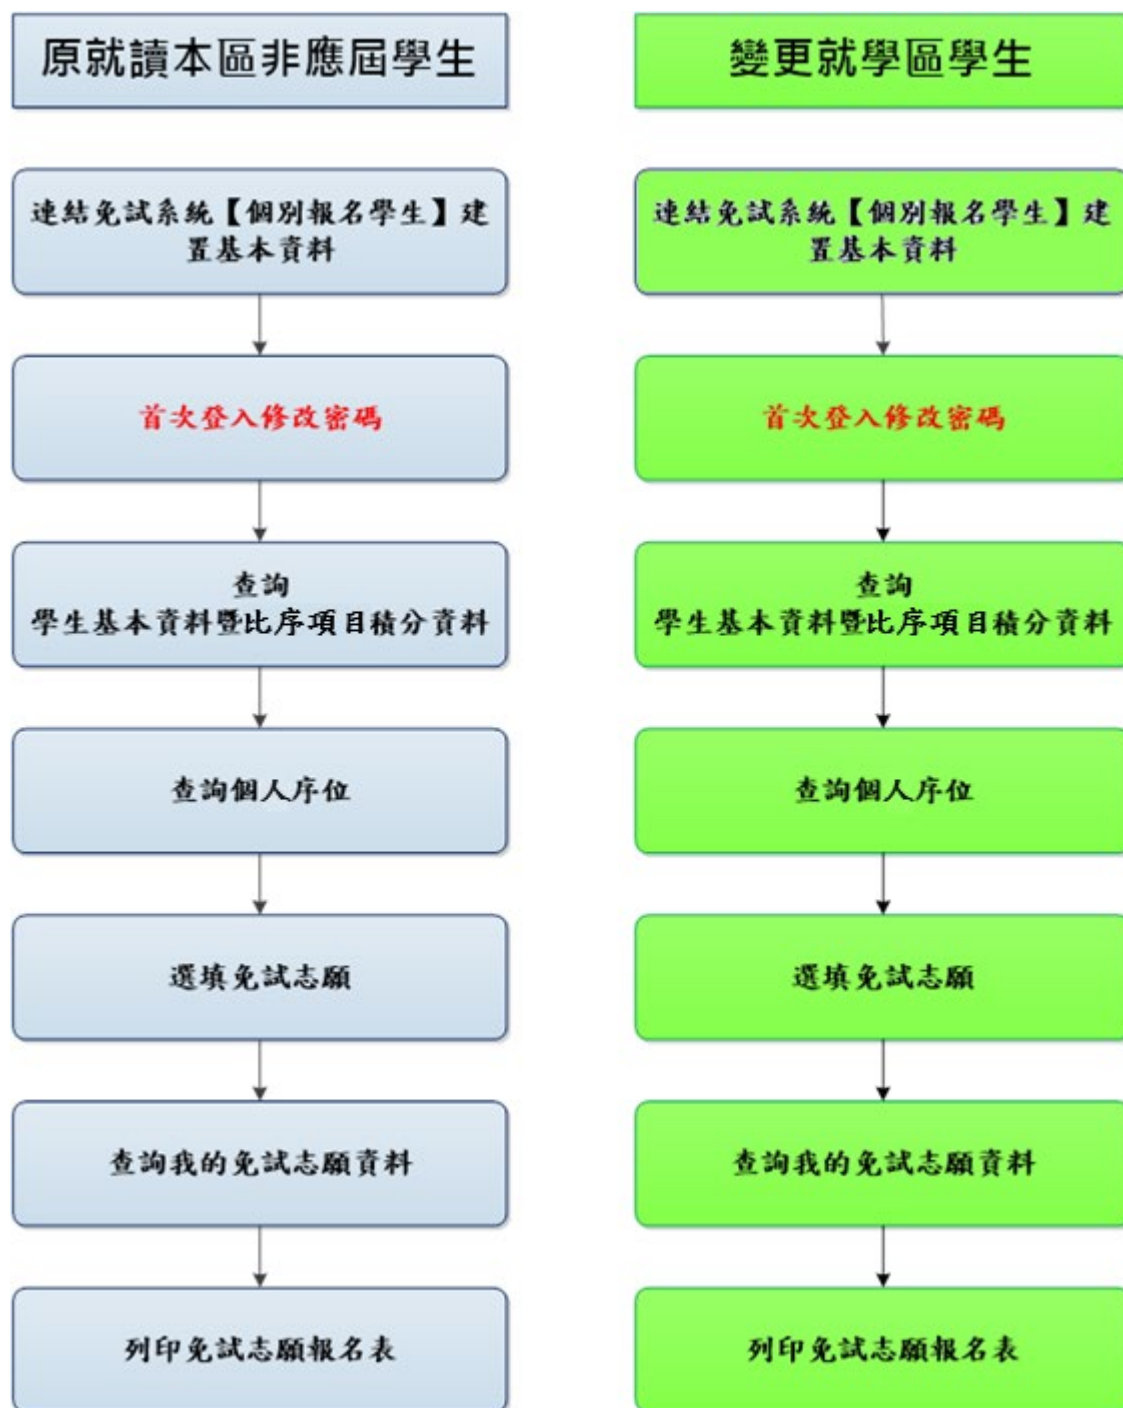 原就讀本區非應屆學生
連結免試系統【個別報名學生】建
置基本資料
首次登入修改密碼
查詢
學生基本資料暨比序項目積分資料
查詢個人序位
選填免試志願
查詢我的免試志願資料
列印免試志願報名表
變更就學區學生
連結免試系統【個別報名學生】建
置基本資料
首次登入修改密碼
查詢
學生基本資料暨比序項目積分資料
查詢個人序位
選填免試志願
查詢我的免試志願資料
列印免試志願報名表